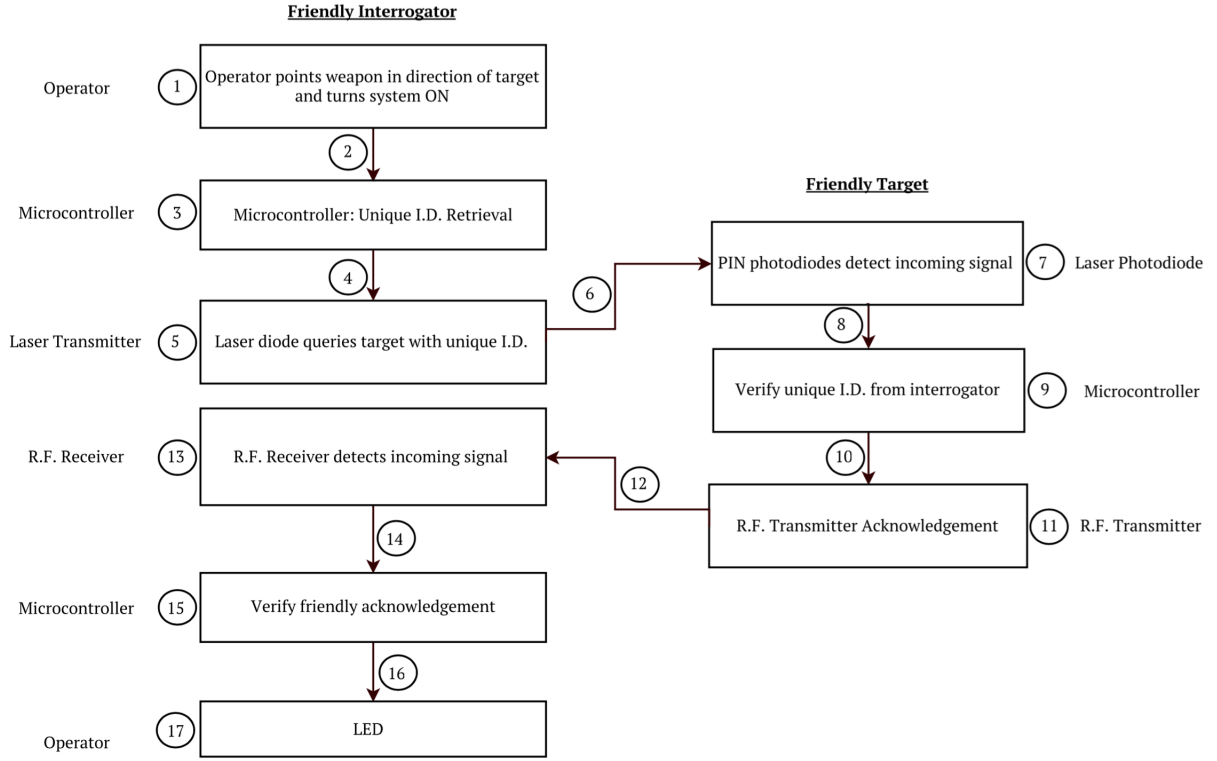 Friendly Interrogator
Operator
1
Operator points weapon in direction of target
and turns system ON
2
Microcontroller
3
Microcontroller: Unique I.D. Retrieval
4
Laser Transmitter
5
Laser diode queries target with unique I.D.
6
Friendly Target
PIN photodiodes detect incoming signal
7
Laser Photodiode
8
Verify unique I.D. from interrogator
9
Microcontroller
10
R.F. Transmitter Acknowledgement
11
R.F. Transmitter
12
R.F. Receiver
13
R.F. Receiver detects incoming signal
14
Microcontroller
15
Verify friendly acknowledgement
16
Operator
17
LED